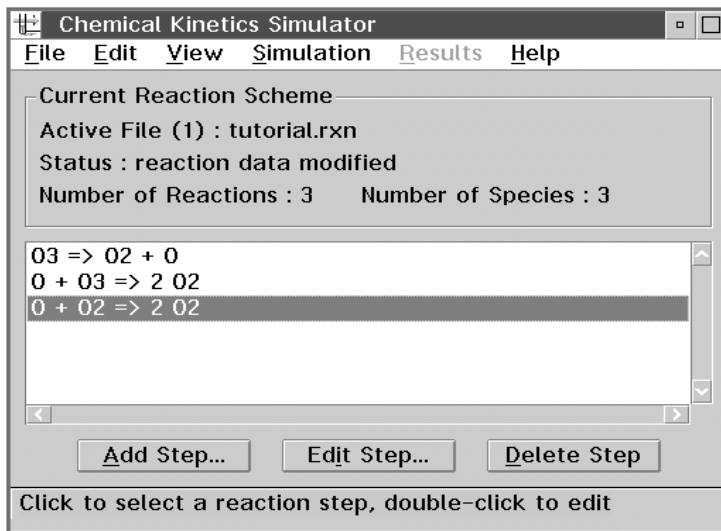 Chemical Kinetics Simulator
File Edit View Simulation Results Help
Current Reaction Scheme
Active File (1) : tutorial.rxn
Status : reaction data modified
Number of Reactions : 3 Number of Species : 3
O3 => O2 + O
O + O3 => 2 O2
O + O2 => 2 O2
Add Step... Edit Step... Delete Step
Click to select a reaction step, double-click to edit